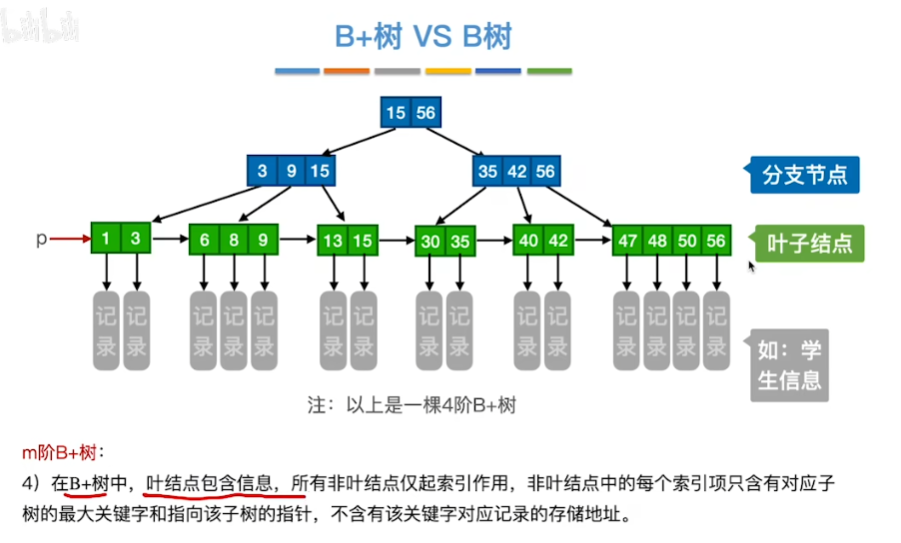 B+树 VS B树
15 56
3 9 15
35 42 56
分支节点
p
1 3
6 8 9
13 15
30 35
40 42
47 48 50 56
叶子结点
记录 记录 记录 记录 记录 记录 记录 记录 记录 记录 记录 记录 记录 记录 记录
如：学
生信息
注：以上是一棵4阶B+树
m阶B+树：
4）在B+树中，叶结点包含信息，所有非叶结点仅起索引作用，非叶结点中的每个索引项只含有对应子
树的最大关键字和指向该子树的指针，不含有该关键字对应记录的存储地址。